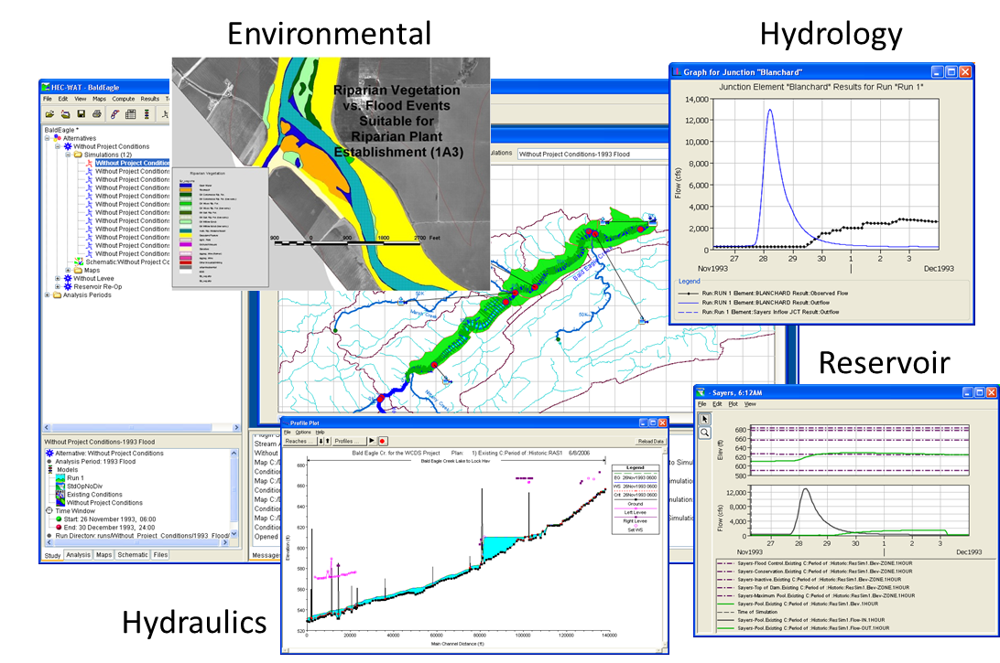 Environmental
Hydrology
HEC-WAT - BaldEagle
File Edit View Maps Compute Results
BaldEagle *
Alternatives
Without Project Conditions
Simulations (12)
Without Project Condition
Without Project Conditions
Without Project Conditions
Without Project Conditions
Without Project Conditions
Without Project Conditions
Without Project Conditions
Without Project Conditions
Without Project Conditions
Without Project Conditions
Without Project Conditions
Without Project Conditions
Schematic:Without Project Co
Maps
Without Levee
Reservoir Re-Op
Analysis Periods
Riparian Vegetation
vs. Flood Events
Suitable for
Riparian Plant
Establishment (1A3)
Riparian Vegetation
900 0 900 1800 2700 Feet
ulations Without Project Conditions-1993 Flood
Bald Eagle
Marsh Creek
Graph for Junction "Blanchard"
Junction Element "Blanchard" Results for Run "Run 1"
Flow (cfs)
14,000
12,000
10,000
8,000
6,000
4,000
2,000
0
27 28 29 30 1 2 3
Nov1993 Dec1993
Legend
Run:RUN 1 Element:BLANCHARD Result:Observed Flow
Run:RUN 1 Element:BLANCHARD Result:Outflow
Run:Run 1 Element:Sayers Inflow JCT Result:Outflow
Reservoir
- Sayers, 6:12AM
File Edit Plot View
Elev (ft)
680
660
640
620
600
580
Flow (cfs)
12,000
8,000
4,000
0
27 28 29 30 1 2 3
Nov1993 Dec1993
Sayers-Flood Control.Existing C:Period of :Historic:ResSim1.Elev-ZONE.1HOUR
Sayers-Conservation.Existing C:Period of :Historic:ResSim1.Elev-ZONE.1HOUR
Sayers-Inactive.Existing C:Period of :Historic:ResSim1.Elev-ZONE.1HOUR
Sayers-Top of Dam.Existing C:Period of :Historic:ResSim1.Elev-ZONE.1HOUR
Sayers-Maximum Pool.Existing C:Period of :Historic:ResSim1.Elev-ZONE.1HOUR
Sayers-Pool.Existing C:Period of :Historic:ResSim1.Elev.1HOUR
Time of Simulation
Sayers-Pool.Existing C:Period of :Historic:ResSim1.Flow-IN.1HOUR
Sayers-Pool.Existing C:Period of :Historic:ResSim1.Flow-OUT.1HOUR
Without Project Conditions-1993 Flood
Alternative: Without Project Conditions
Analysis Period: 1993 Flood
Models
Run 1
StdOpNoDiv
Existing Conditions
Without Project Conditions
Time Window
Start: 26 November 1993, 06:00
End: 30 December 1993, 24:00
Run Directory: runs/Without_Project_Conditions/1993_Flood/
Study Analysis Maps Schematic Files
Stream A
Without
Map C:/
Condition
Map C:/D
Condition
Map C:/D
Condition
Map C:/D
Condition
Opened
Messages
Profile Plot
File Options Help
Reaches ... Profiles ... Reload Data
Bald Eagle Cr. for the WCDS Project Plan: 1) Existing C:Period of :Historic RAS1 6/6/2006
Bald Eagle Creek Lake to Lock Hav
Legend
EG 26Nov1993 0600
WS 26Nov1993 0600
Crit 26Nov1993 0600
Ground
Left Levee
Right Levee
Set WS
Elevation (ft)
680
660
640
620
600
580
560
540
520
0 20000 40000 60000 80000 100000 120000 140000
Main Channel Distance (ft)
Hydraulics